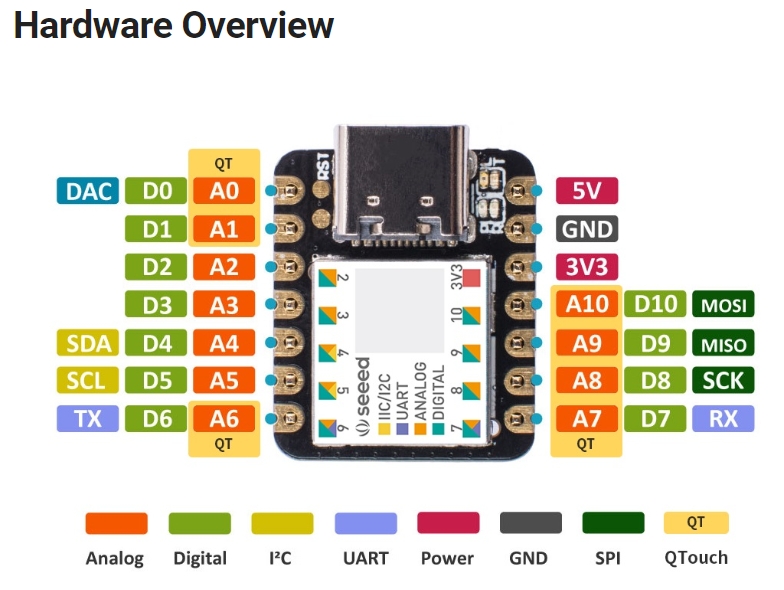 Hardware Overview
QT
DAC D0 A0
D1 A1
D2 A2
D3 A3
SDA D4 A4
SCL D5 A5
TX D6 A6
QT
RST
5V
GND
3V3
A10 D10 MOSI
A9 D9 MISO
A8 D8 SCK
A7 D7 RX
QT
2 3V3
3 10
4 9
5 8
6 7
seeed
IIC/I2C
UART
ANALOG
DIGITAL
Analog Digital I²C UART Power GND SPI QT QTouch